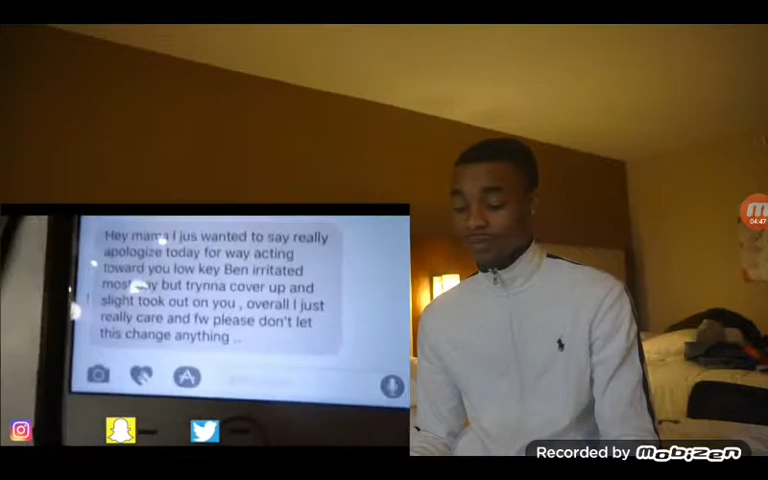 Hey mama I jus wanted to say really
apologize today for way acting
toward you low key Ben irritated
most day but trynna cover up and
slight took out on you , overall I just
really care and fw please don't let
this change anything ..
04:47
Recorded by mobizen